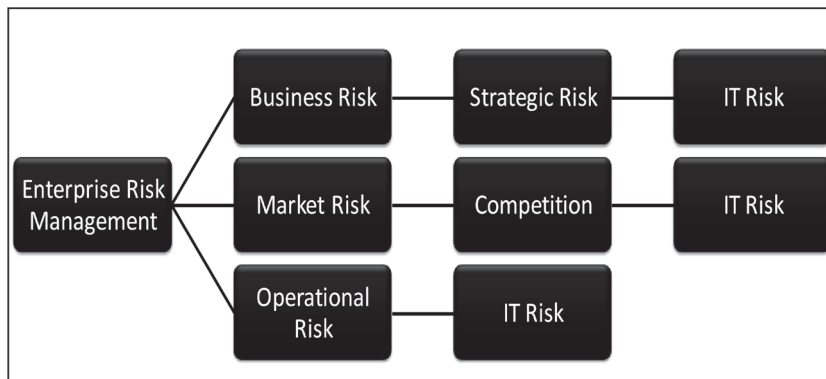 Business Risk
Strategic Risk
IT Risk
Enterprise Risk
Management
Market Risk
Competition
IT Risk
Operational
Risk
IT Risk